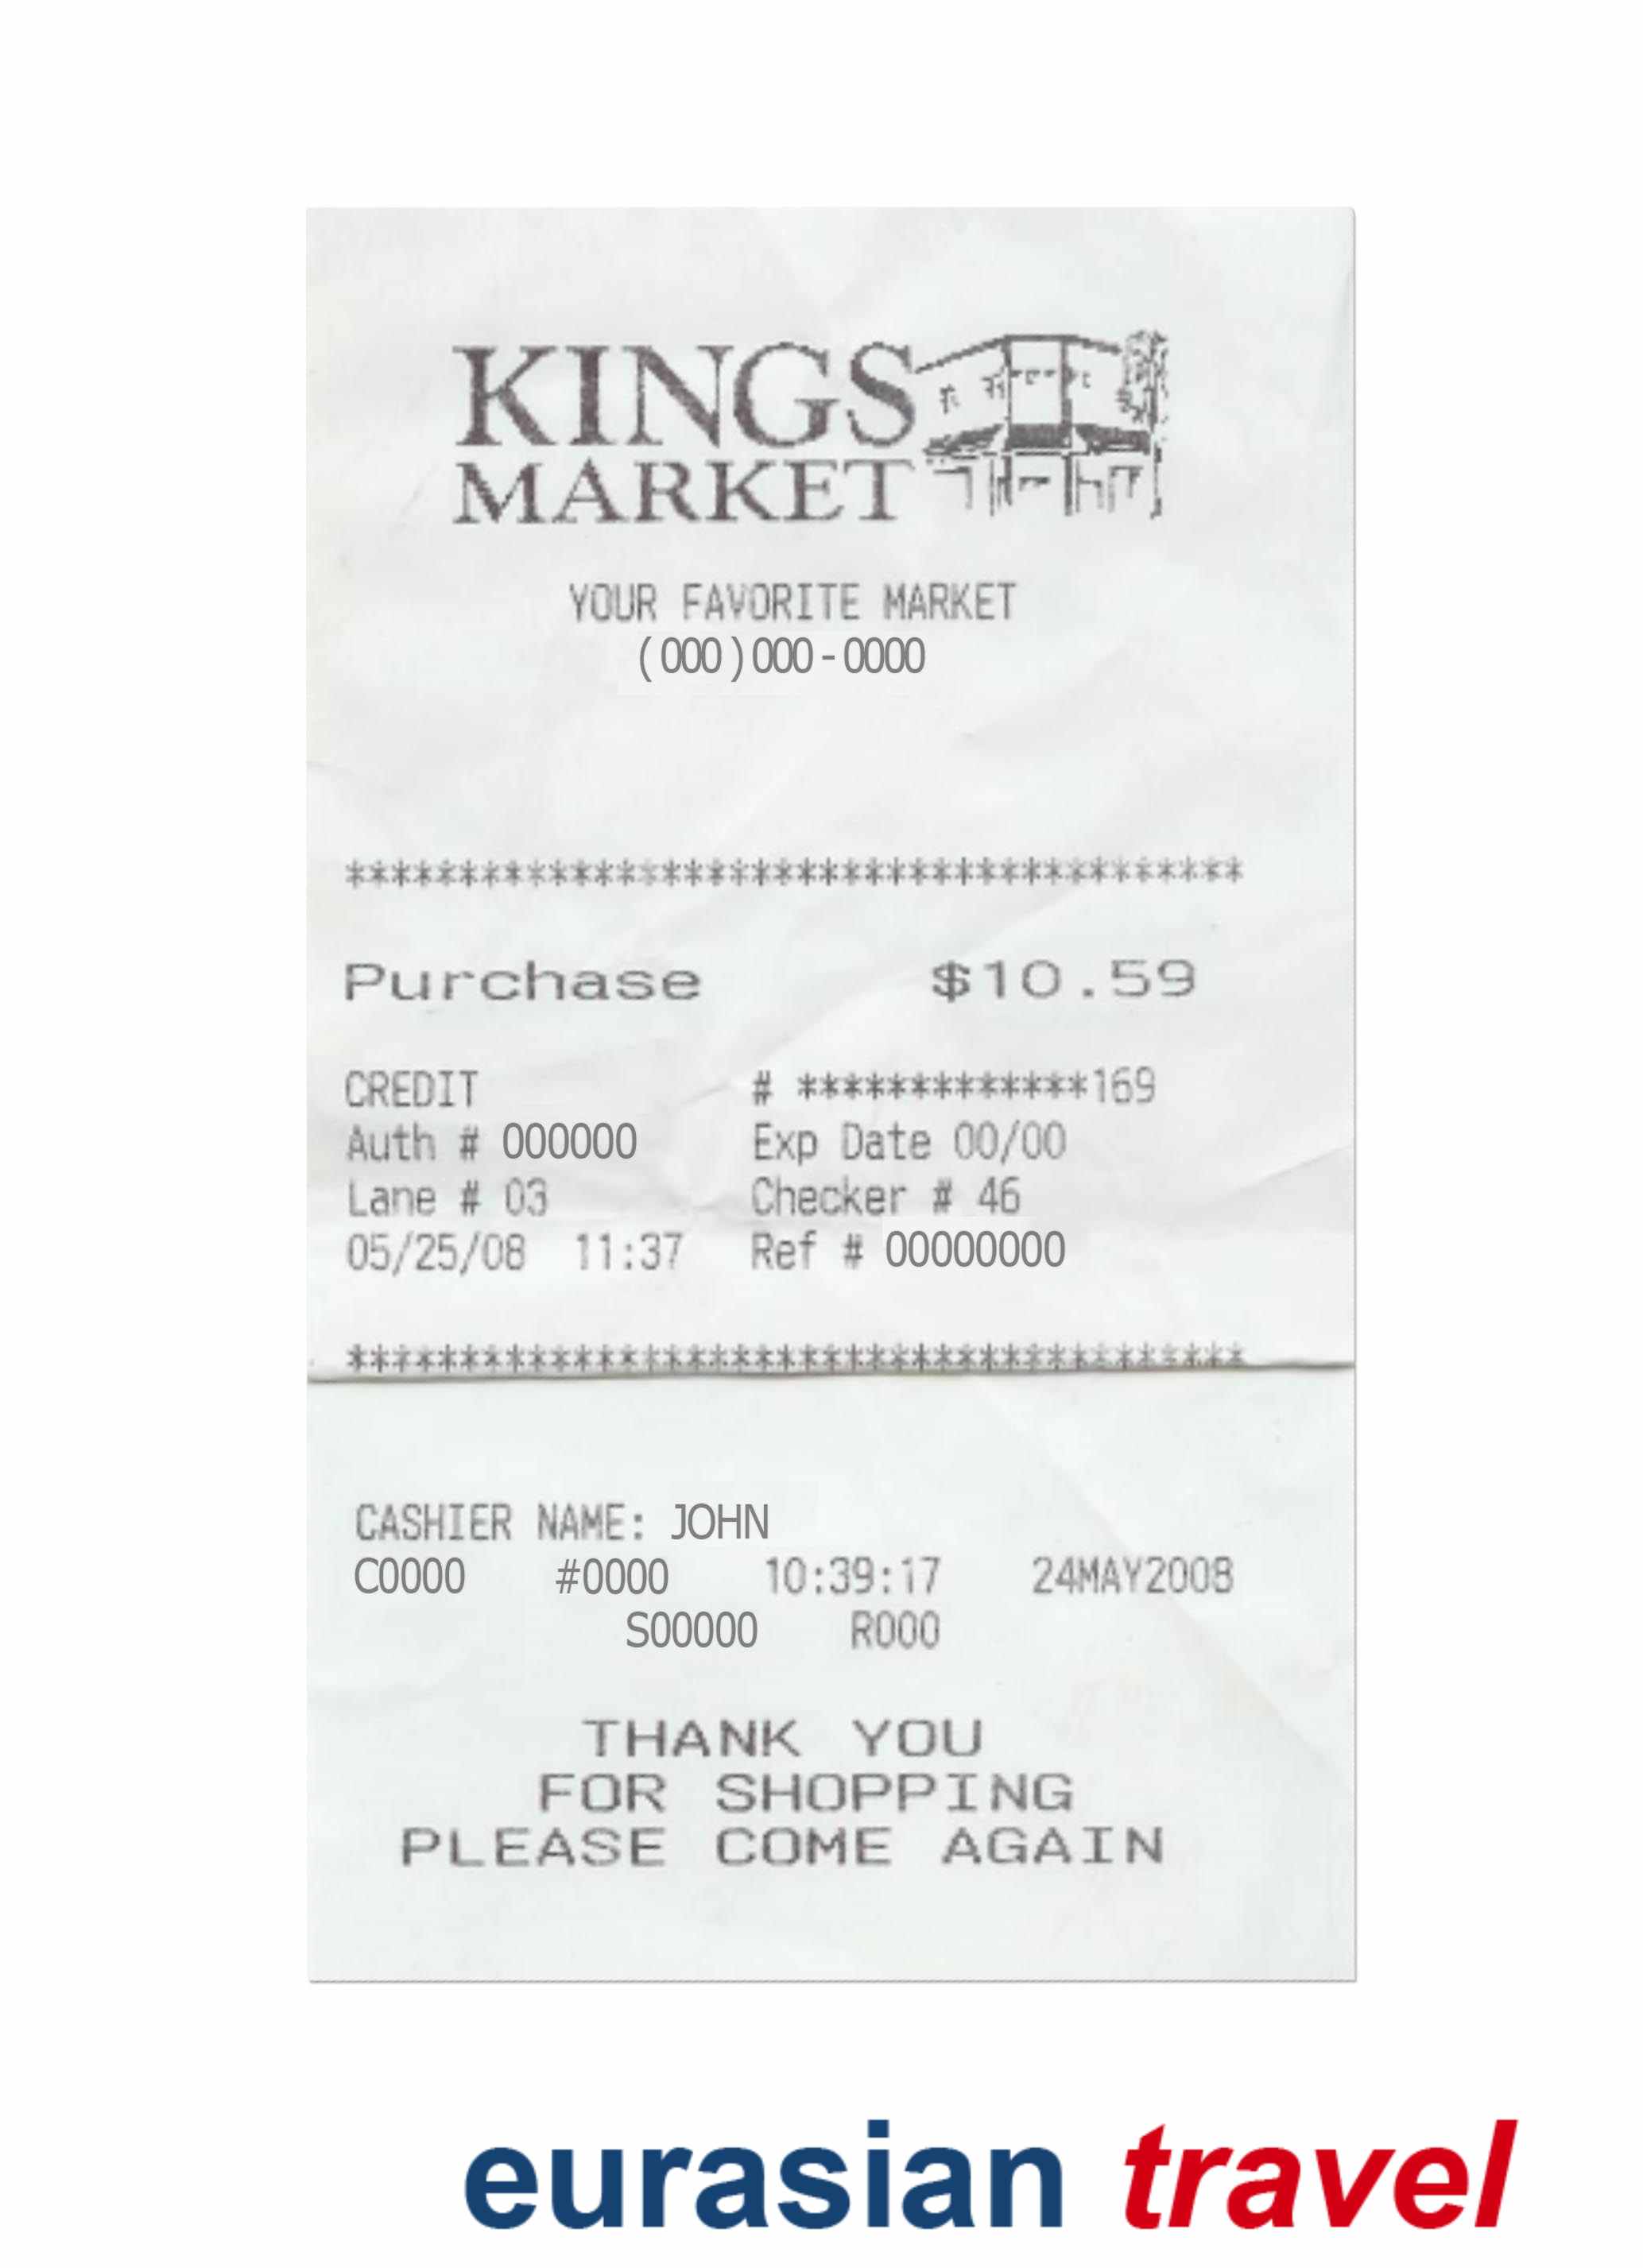 KINGS
MARKET
YOUR FAVORITE MARKET
(000)000-0000
****************************************
Purchase $10.59
CREDIT # *************169
Auth # 000000 Exp Date 00/00
Lane # 03 Checker # 46
05/25/08 11:37 Ref # 00000000
****************************************
CASHIER NAME: JOHN
C0000 #0000 10:39:17 24MAY2008
S00000 R000
THANK YOU
FOR SHOPPING
PLEASE COME AGAIN
eurasian travel